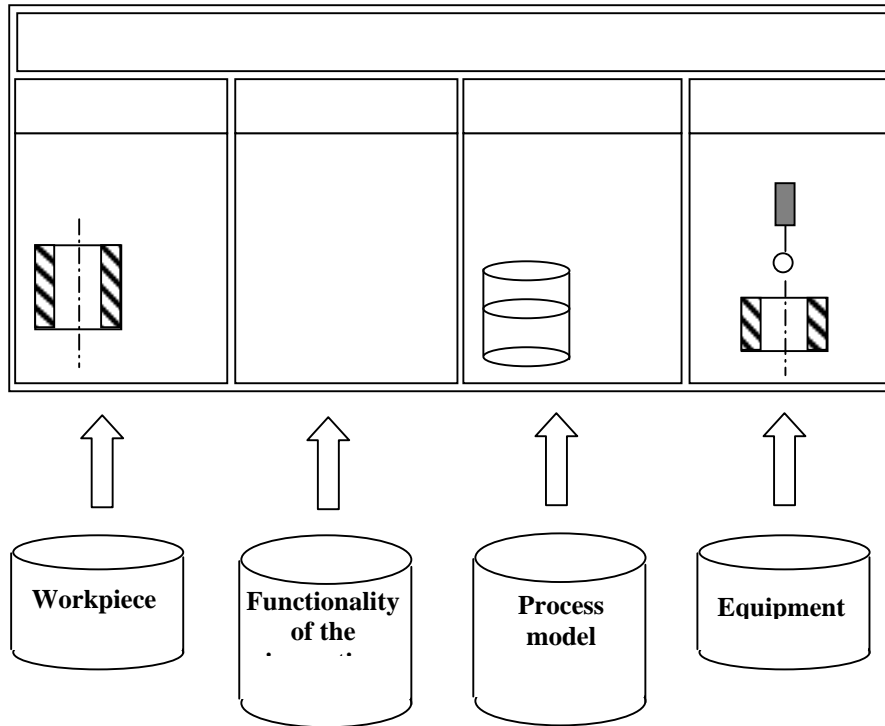 Workpiece
Functionality
of the
Process
model
Equipment